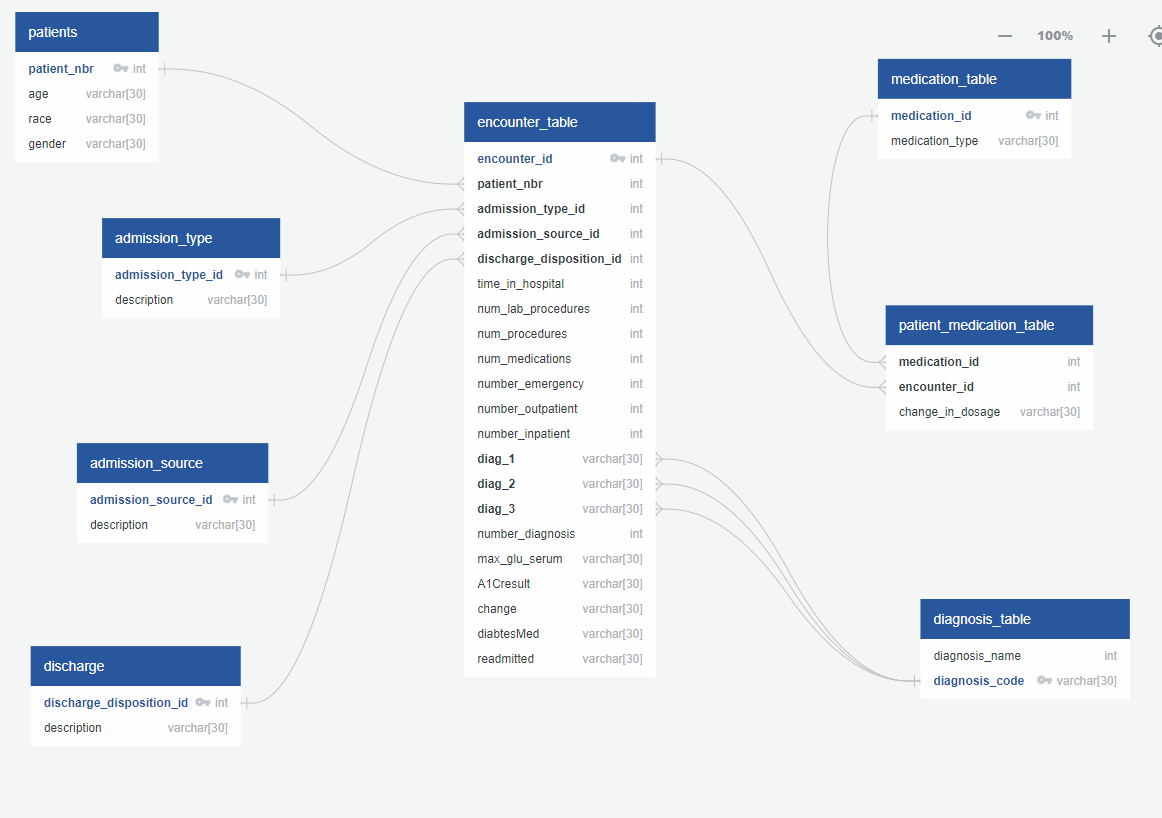 patients
patient_nbr int
age varchar[30]
race varchar[30]
gender varchar[30]
100%
medication_table
medication_id int
medication_type varchar[30]
encounter_table
encounter_id int
patient_nbr int
admission_type_id int
admission_source_id int
discharge_disposition_id int
time_in_hospital int
num_lab_procedures int
num_procedures int
num_medications int
number_emergency int
number_outpatient int
number_inpatient int
diag_1 varchar[30]
diag_2 varchar[30]
diag_3 varchar[30]
number_diagnosis int
max_glu_serum varchar[30]
A1Cresult varchar[30]
change varchar[30]
diabtesMed varchar[30]
readmitted varchar[30]
admission_type
admission_type_id int
description varchar[30]
patient_medication_table
medication_id int
encounter_id int
change_in_dosage varchar[30]
admission_source
admission_source_id int
description varchar[30]
diagnosis_table
diagnosis_name int
diagnosis_code varchar[30]
discharge
discharge_disposition_id int
description varchar[30]